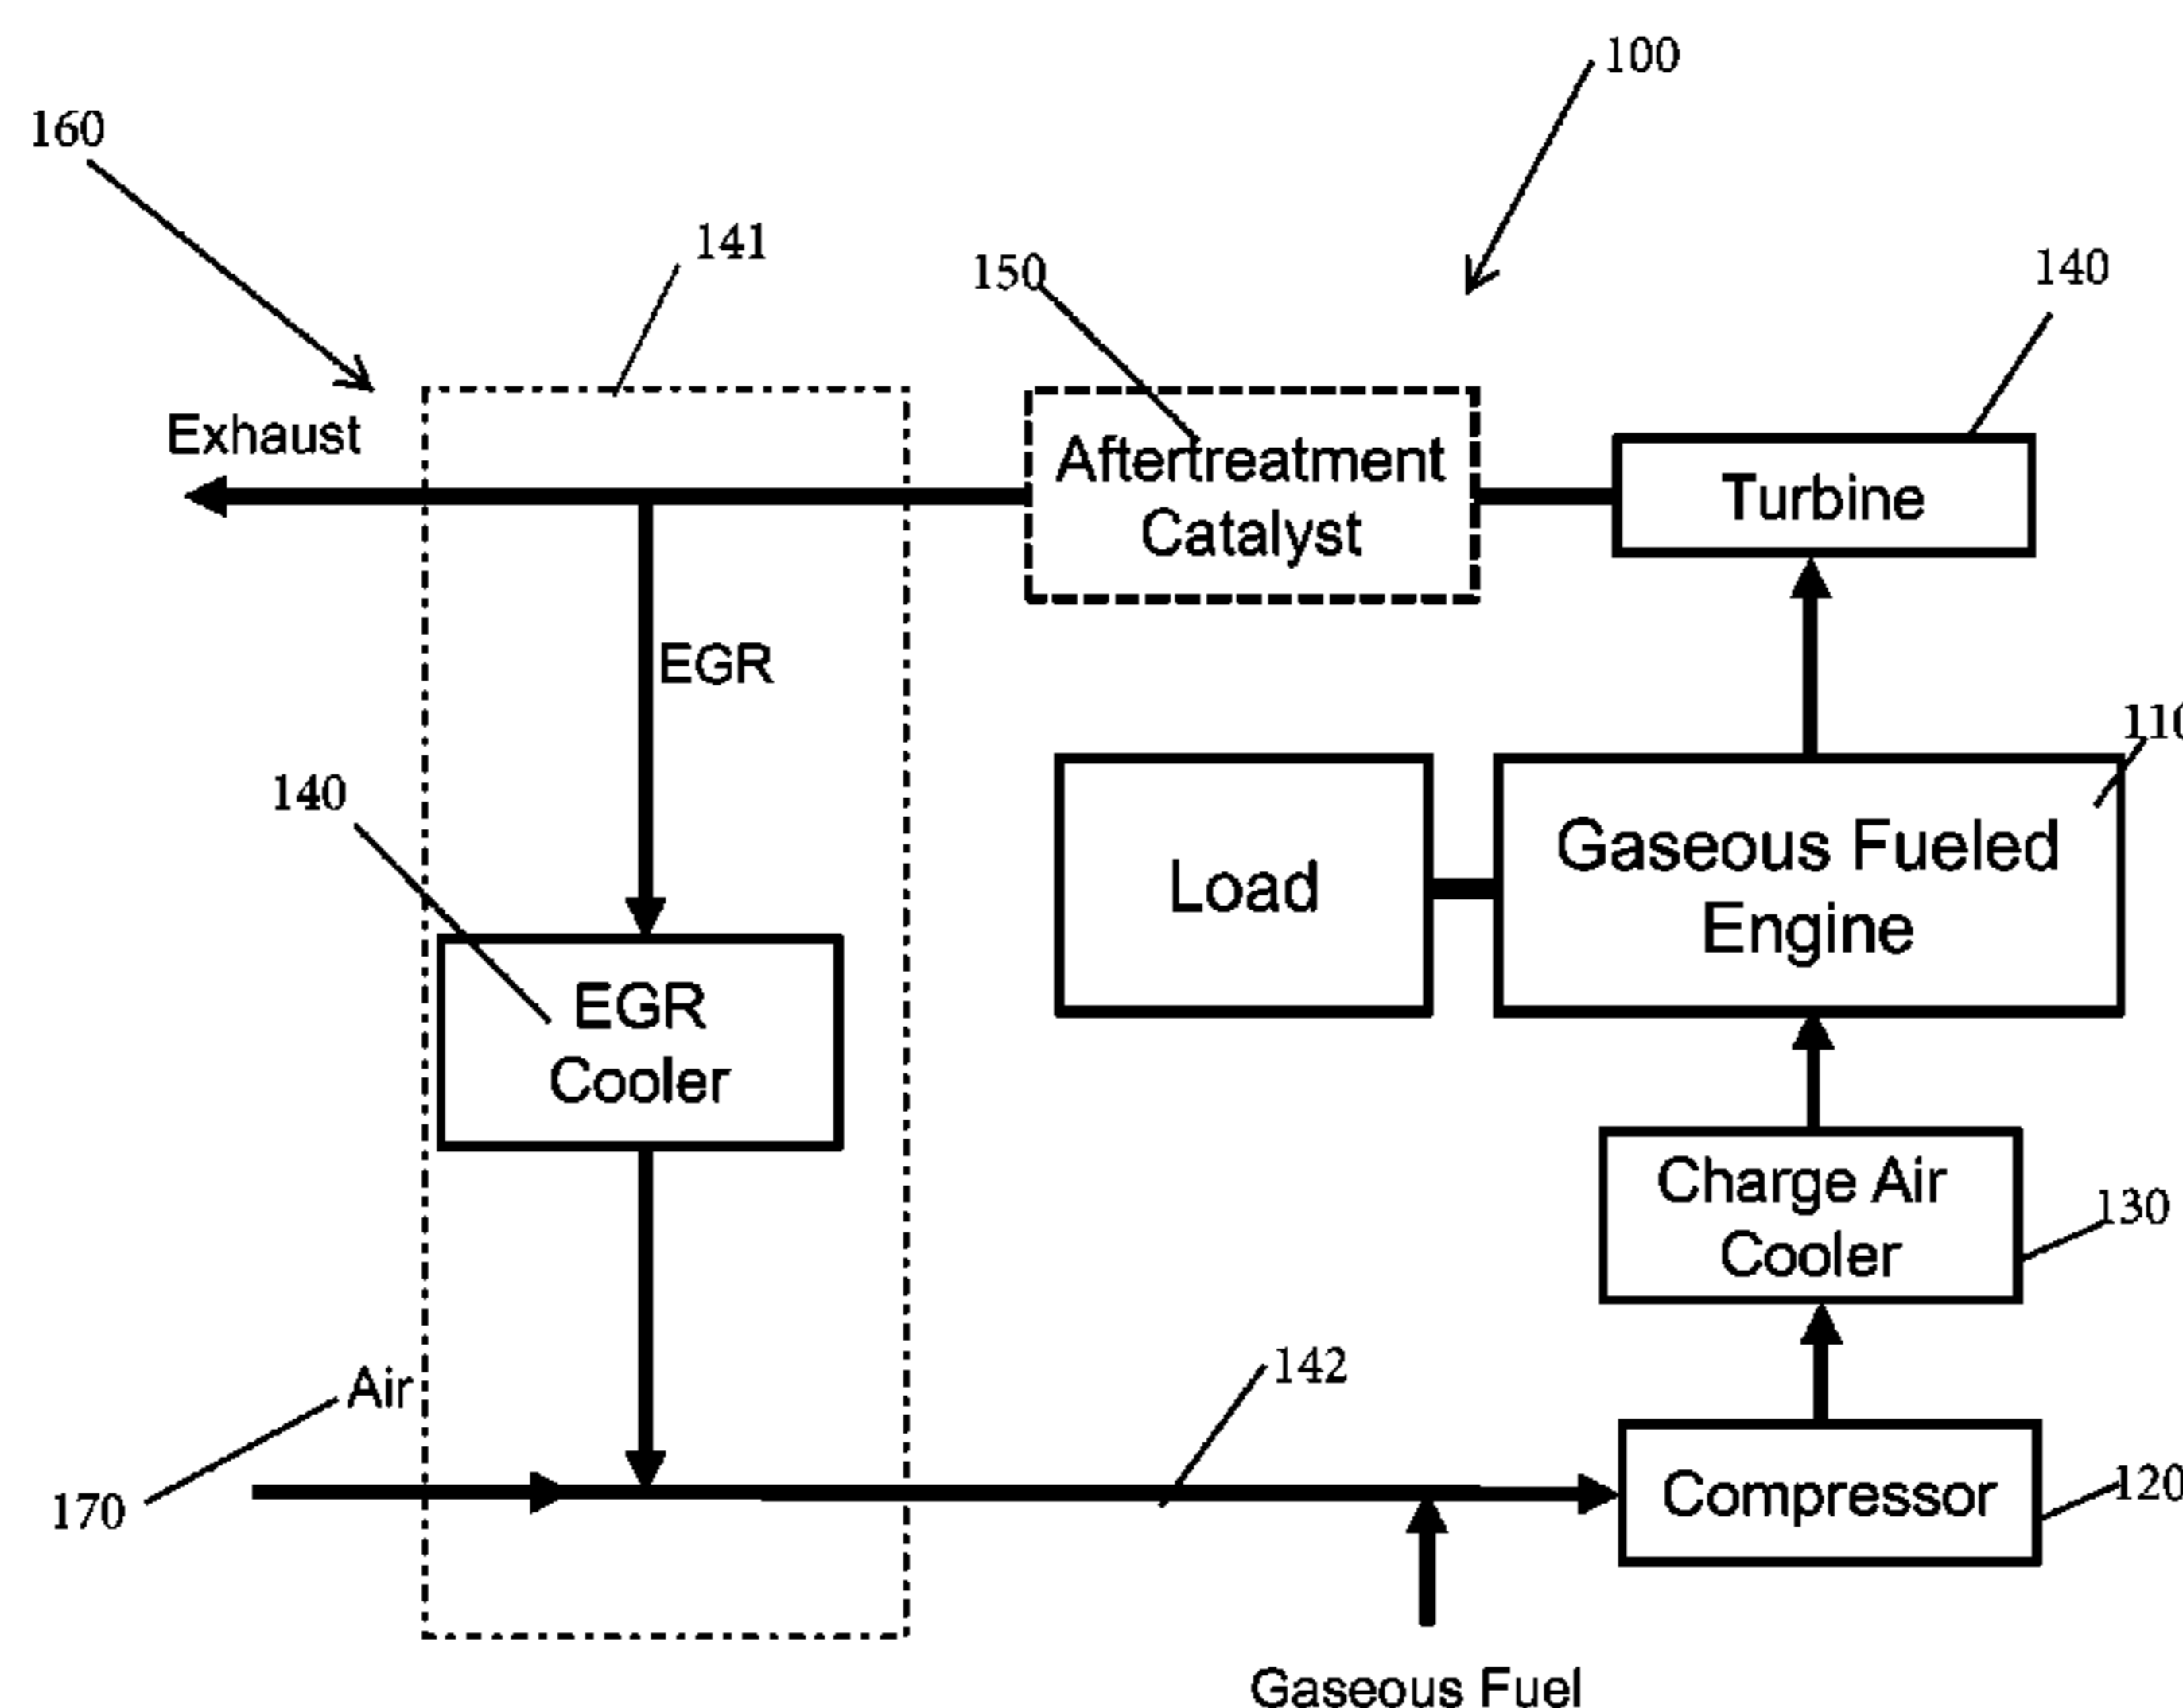 100
160
141
150
140
Exhaust
Aftertreatment
Catalyst
Turbine
EGR
110
140
Load
Gaseous Fueled
Engine
EGR
Cooler
Charge Air
Cooler
130
142
Air
170
Compressor
120
Gaseous Fuel